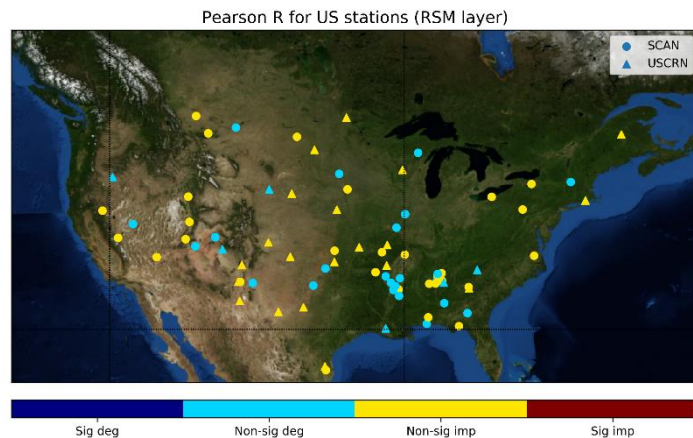 Pearson R for US stations (RSM layer)
SCAN
USCRN
Sig deg
Non-sig deg
Non-sig imp
Sig imp